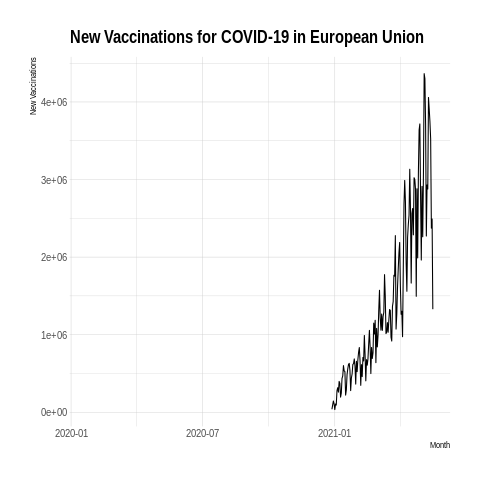 New Vaccinations for COVID-19 in European Union
New Vaccinations
4e+06
3e+06
2e+06
1e+06
0e+00
2020-01
2020-07
2021-01
Month